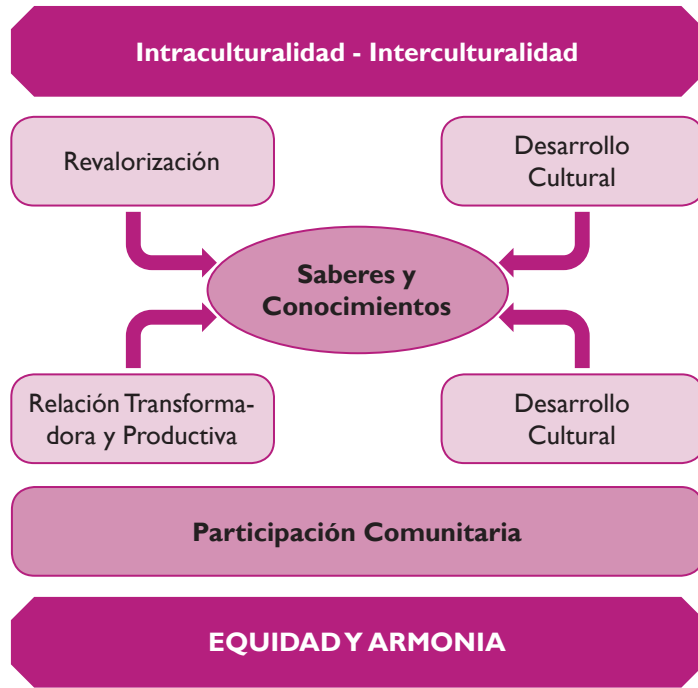 Intraculturalidad - Interculturalidad
Revalorización
Desarrollo
Cultural
Saberes y
Conocimientos
Relación Transforma-
dora y Productiva
Desarrollo
Cultural
Participación Comunitaria
EQUIDAD Y ARMONIA